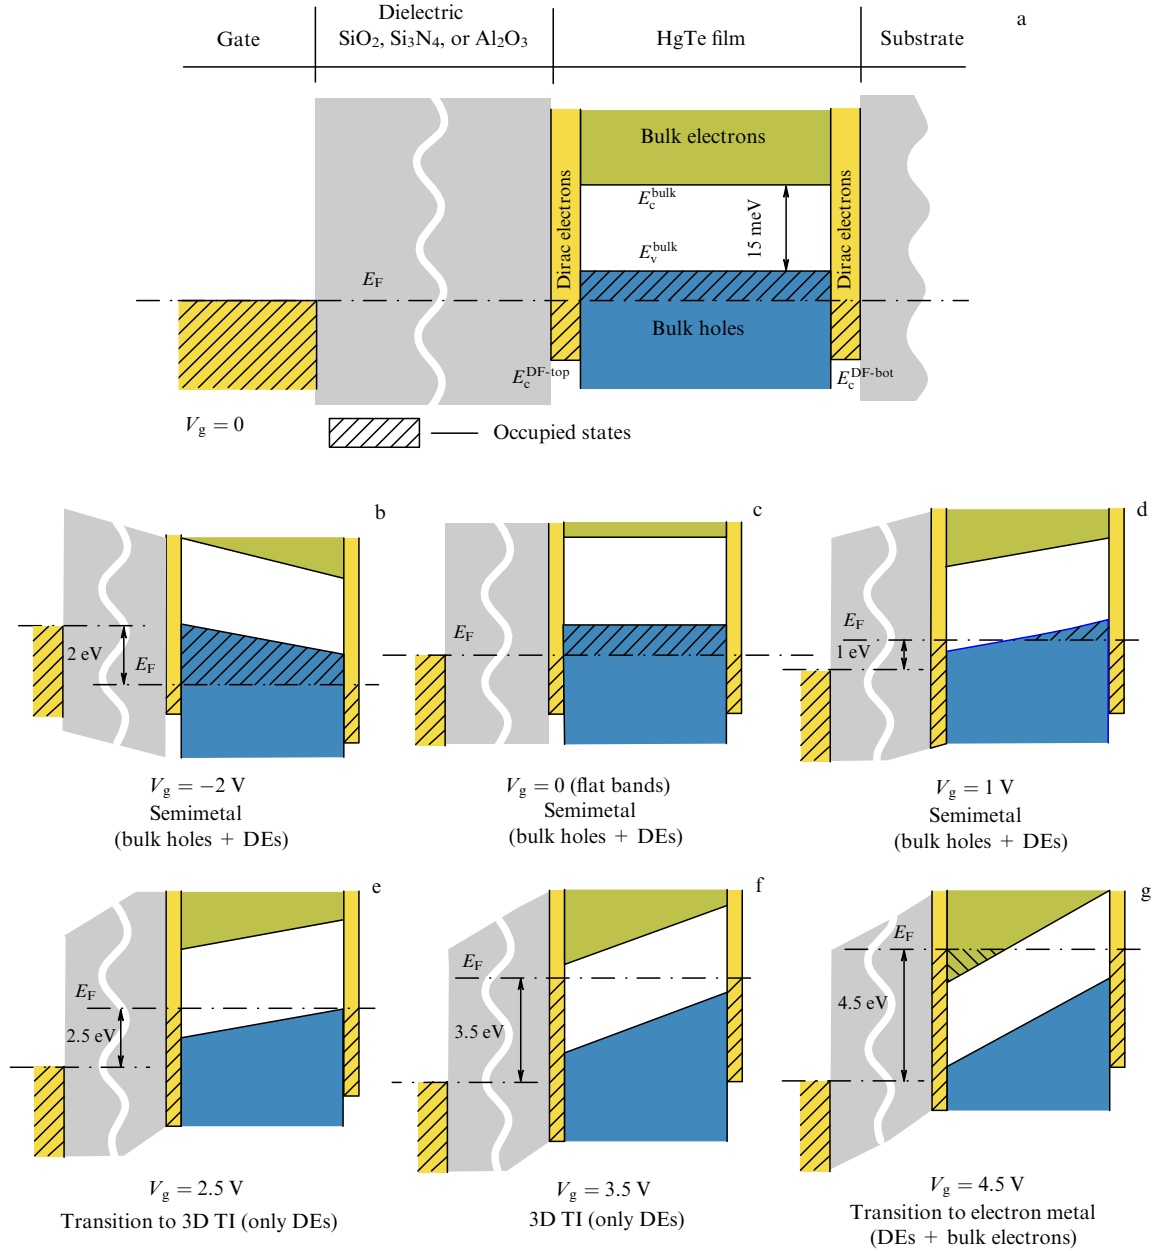 a
Gate
Dielectric
SiO₂, Si₃N₄, or Al₂O₃
HgTe film
Substrate
Bulk electrons
Dirac electrons
Dirac electrons
E_c^bulk
15 meV
E_v^bulk
E_F
Bulk holes
E_c^DF-top
E_c^DF-bot
V_g = 0
Occupied states
b
2 eV
E_F
V_g = −2 V
Semimetal
(bulk holes + DEs)
c
E_F
V_g = 0 (flat bands)
Semimetal
(bulk holes + DEs)
d
E_F
1 eV
V_g = 1 V
Semimetal
(bulk holes + DEs)
e
E_F
2.5 eV
V_g = 2.5 V
Transition to 3D TI (only DEs)
f
E_F
3.5 eV
V_g = 3.5 V
3D TI (only DEs)
g
E_F
4.5 eV
V_g = 4.5 V
Transition to electron metal
(DEs + bulk electrons)